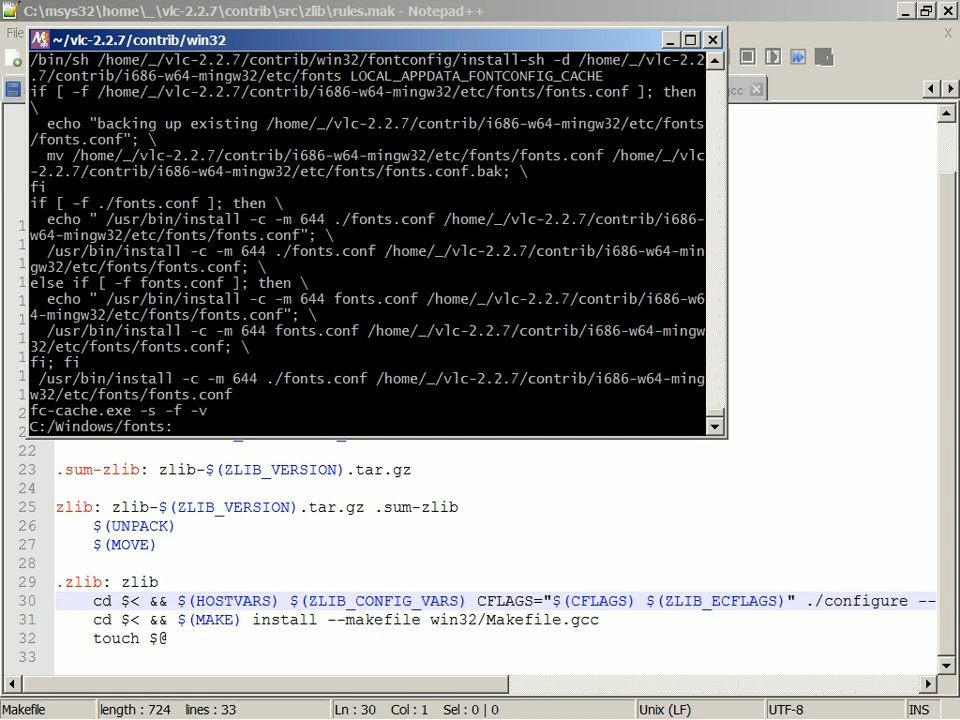 C:\msys32\home\_\vlc-2.2.7\contrib\src\zlib\rules.mak - Notepad++
File
~/vlc-2.2.7/contrib/win32
/bin/sh /home/_/vlc-2.2.7/contrib/win32/fontconfig/install-sh -d /home/_/vlc-2.2
.7/contrib/i686-w64-mingw32/etc/fonts LOCAL_APPDATA_FONTCONFIG_CACHE
if [ -f /home/_/vlc-2.2.7/contrib/i686-w64-mingw32/etc/fonts/fonts.conf ]; then
\
echo "backing up existing /home/_/vlc-2.2.7/contrib/i686-w64-mingw32/etc/fonts
/fonts.conf"; \
mv /home/_/vlc-2.2.7/contrib/i686-w64-mingw32/etc/fonts/fonts.conf /home/_/vlc
-2.2.7/contrib/i686-w64-mingw32/etc/fonts/fonts.conf.bak; \
fi
if [ -f ./fonts.conf ]; then \
echo " /usr/bin/install -c -m 644 ./fonts.conf /home/_/vlc-2.2.7/contrib/i686-
w64-mingw32/etc/fonts/fonts.conf"; \
/usr/bin/install -c -m 644 ./fonts.conf /home/_/vlc-2.2.7/contrib/i686-w64-min
gw32/etc/fonts/fonts.conf; \
else if [ -f fonts.conf ]; then \
echo " /usr/bin/install -c -m 644 fonts.conf /home/_/vlc-2.2.7/contrib/i686-w6
4-mingw32/etc/fonts/fonts.conf"; \
/usr/bin/install -c -m 644 fonts.conf /home/_/vlc-2.2.7/contrib/i686-w64-mingw
32/etc/fonts/fonts.conf; \
fi; fi
/usr/bin/install -c -m 644 ./fonts.conf /home/_/vlc-2.2.7/contrib/i686-w64-ming
w32/etc/fonts/fonts.conf
fc-cache.exe -s -f -v
C:/Windows/fonts:
gcc
22
23 .sum-zlib: zlib-$(ZLIB_VERSION).tar.gz
24
25 zlib: zlib-$(ZLIB_VERSION).tar.gz .sum-zlib
26 $(UNPACK)
27 $(MOVE)
28
29 .zlib: zlib
30 cd $< && $(HOSTVARS) $(ZLIB_CONFIG_VARS) CFLAGS="$(CFLAGS) $(ZLIB_ECFLAGS)" ./configure --
31 cd $< && $(MAKE) install --makefile win32/Makefile.gcc
32 touch $@
33
Makefile length : 724 lines : 33 Ln : 30 Col : 1 Sel : 0 | 0 Unix (LF) UTF-8 INS